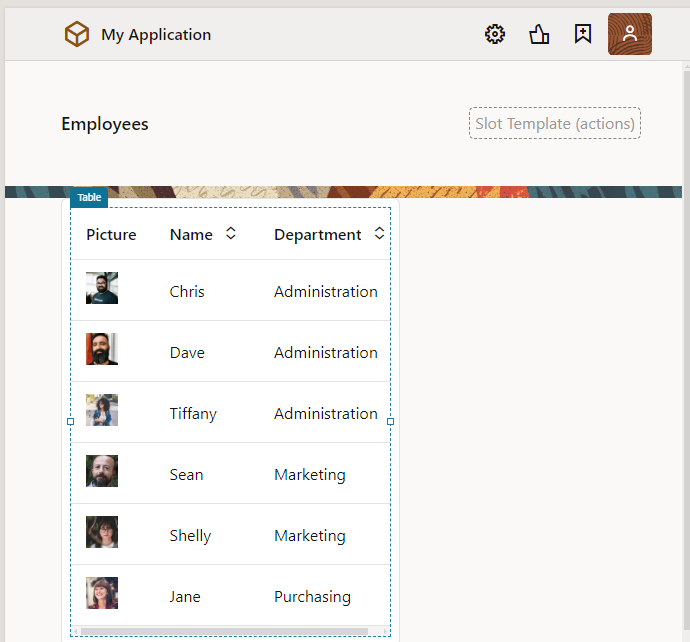 My Application
Employees
Slot Template (actions)
Table
Picture Name Department
Chris Administration
Dave Administration
Tiffany Administration
Sean Marketing
Shelly Marketing
Jane Purchasing